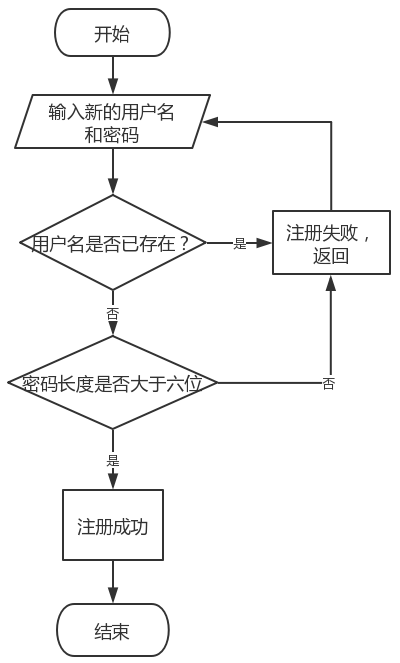 开始
输入新的用户名
和密码
用户名是否已存在？
是
注册失败，
返回
否
密码长度是否大于六位
否
是
注册成功
结束